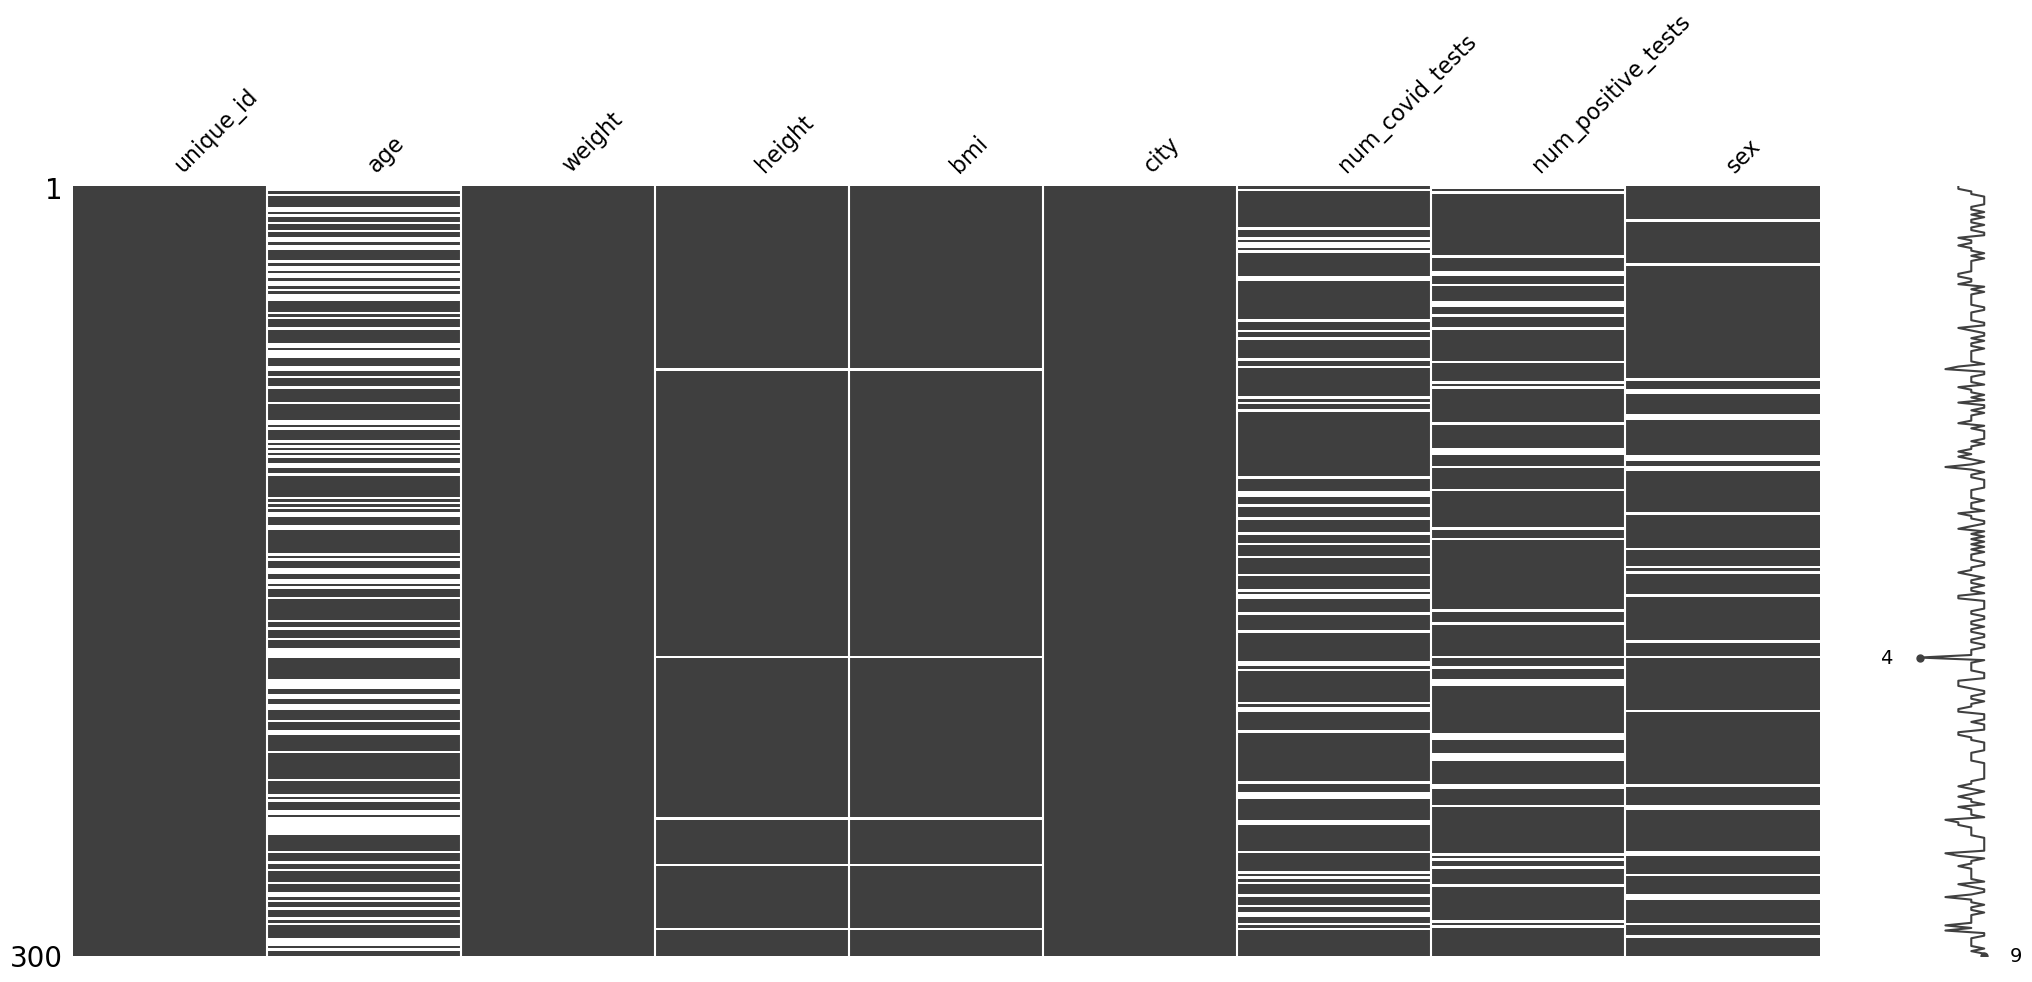 unique_id
age
weight
height
bmi
city
num_covid_tests
num_positive_tests
sex
1
4
300
9